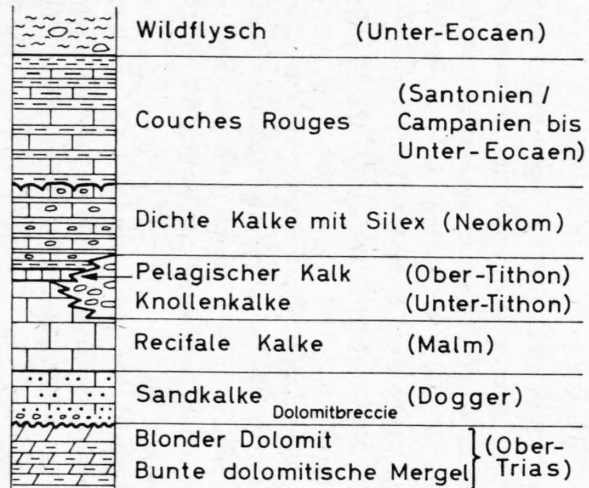 Wildflysch (Unter-Eocaen)
Couches Rouges (Santonien /
Campanien bis
Unter-Eocaen)
Dichte Kalke mit Silex (Neokom)
Pelagischer Kalk (Ober-Tithon)
Knollenkalke (Unter-Tithon)
Recifale Kalke (Malm)
Sandkalke (Dogger)
Dolomitbreccie
Blonder Dolomit (Ober-
Bunte dolomitische Mergel Trias)